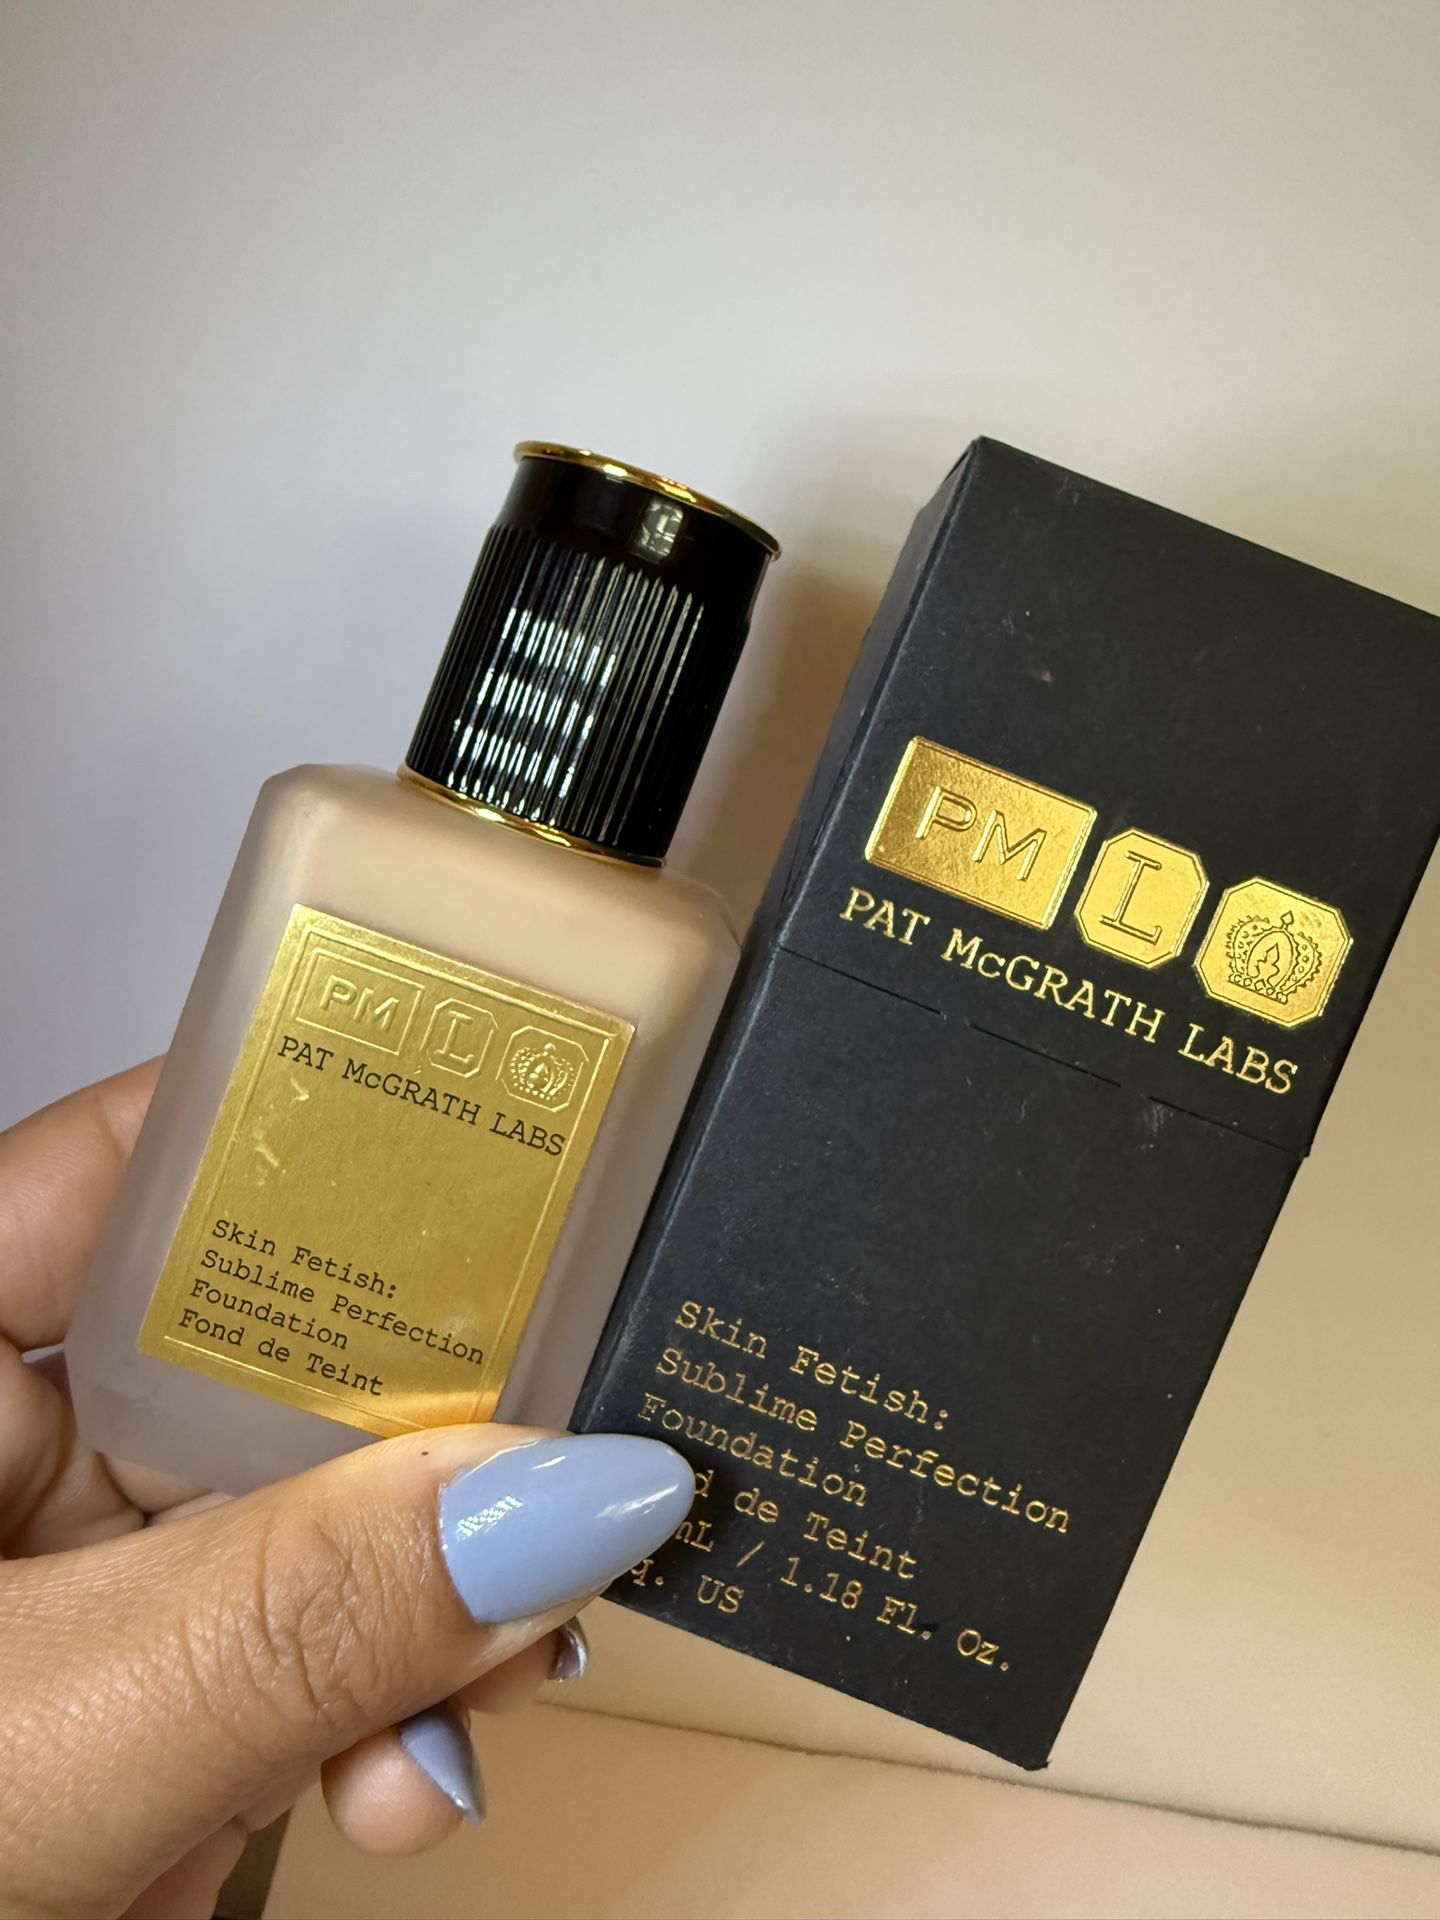 PM L
PAT McGRATH LABS
Skin Fetish:
Sublime Perfection
Foundation
Fond de Teint
PM L
PAT McGRATH LABS
Skin Fetish:
Sublime Perfection
Foundation
de Teint
mL / 1.18 Fl. Oz.
US